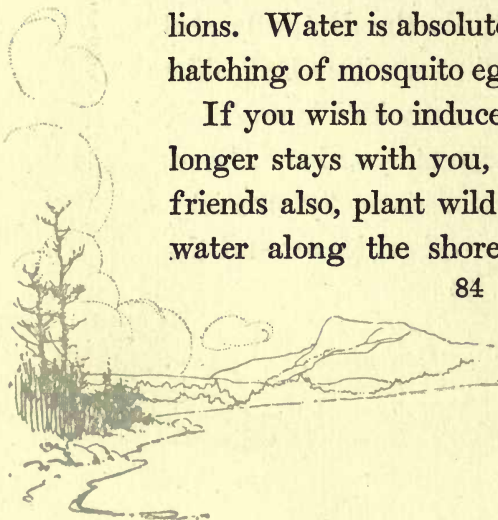 lions. Water is absolute
hatching of mosquito eg
If you wish to induce
longer stays with you,
friends also, plant wild
water along the shore
84